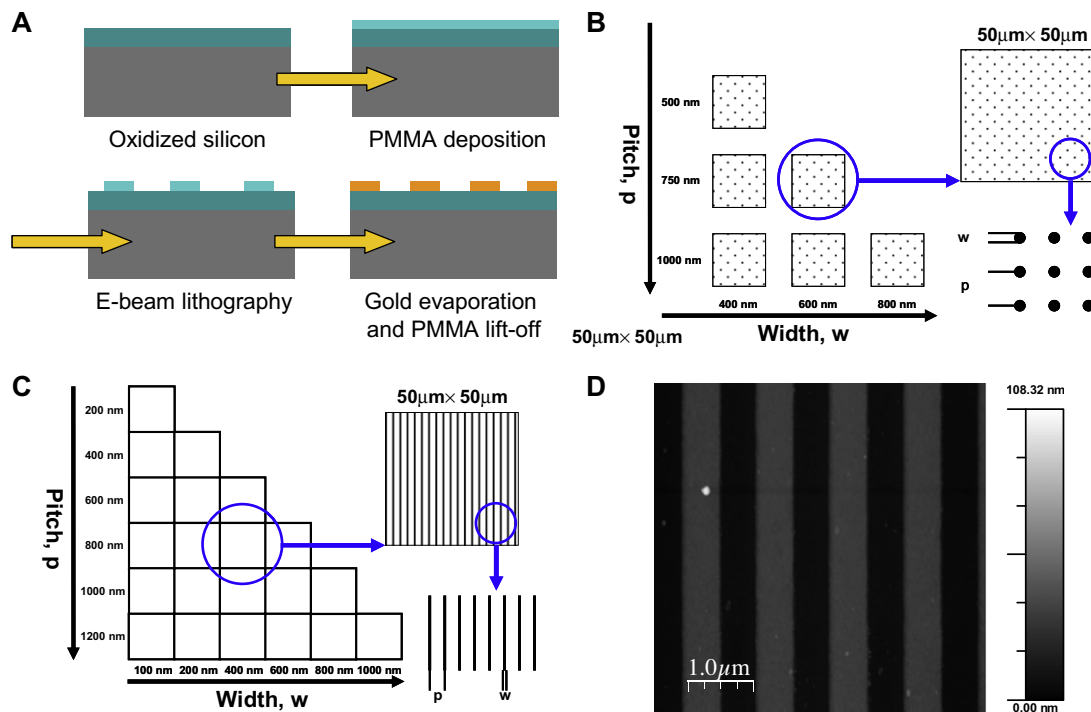 A
Oxidized silicon
PMMA deposition
E-beam lithography
Gold evaporation
and PMMA lift-off
B
50μm× 50μm
Pitch, p
500 nm
750 nm
1000 nm
400 nm
600 nm
800 nm
Width, w
50μm× 50μm
w
p
C
Pitch, p
200 nm
400 nm
600 nm
800 nm
1000 nm
1200 nm
100 nm
200 nm
400 nm
600 nm
800 nm
1000 nm
Width, w
50μm× 50μm
p
w
D
108.32 nm
1.0μm
0.00 nm